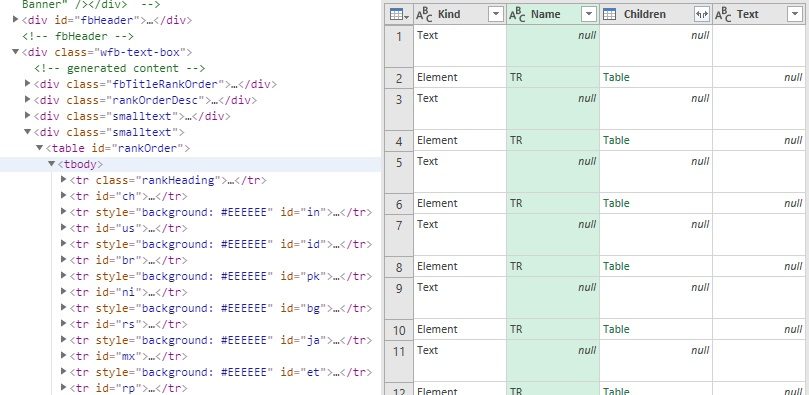 Banner" /></div>  -->
<div id="fbHeader">…</div>
<!-- fbHeader -->
<div class="wfb-text-box">
<!-- generated content -->
<div class="fbTitleRankOrder">…</div>
<div class="rankOrderDesc">…</div>
<div class="smalltext">…</div>
<div class="smalltext">
<table id="rankOrder">
<tbody>
<tr class="rankHeading">…</tr>
<tr id="ch">…</tr>
<tr style="background: #EEEEEE" id="in">…</tr>
<tr id="us">…</tr>
<tr style="background: #EEEEEE" id="id">…</tr>
<tr id="br">…</tr>
<tr style="background: #EEEEEE" id="pk">…</tr>
<tr id="ni">…</tr>
<tr style="background: #EEEEEE" id="bg">…</tr>
<tr id="rs">…</tr>
<tr style="background: #EEEEEE" id="ja">…</tr>
<tr id="mx">…</tr>
<tr style="background: #EEEEEE" id="et">…</tr>
<tr id="rp">…</tr>
ABC Kind ABC Name Children ABC Text
1 Text null null
2 Element TR Table null
3 Text null null
4 Element TR Table null
5 Text null null
6 Element TR Table null
7 Text null null
8 Element TR Table null
9 Text null null
10 Element TR Table null
11 Text null null
12 Element TR Table null